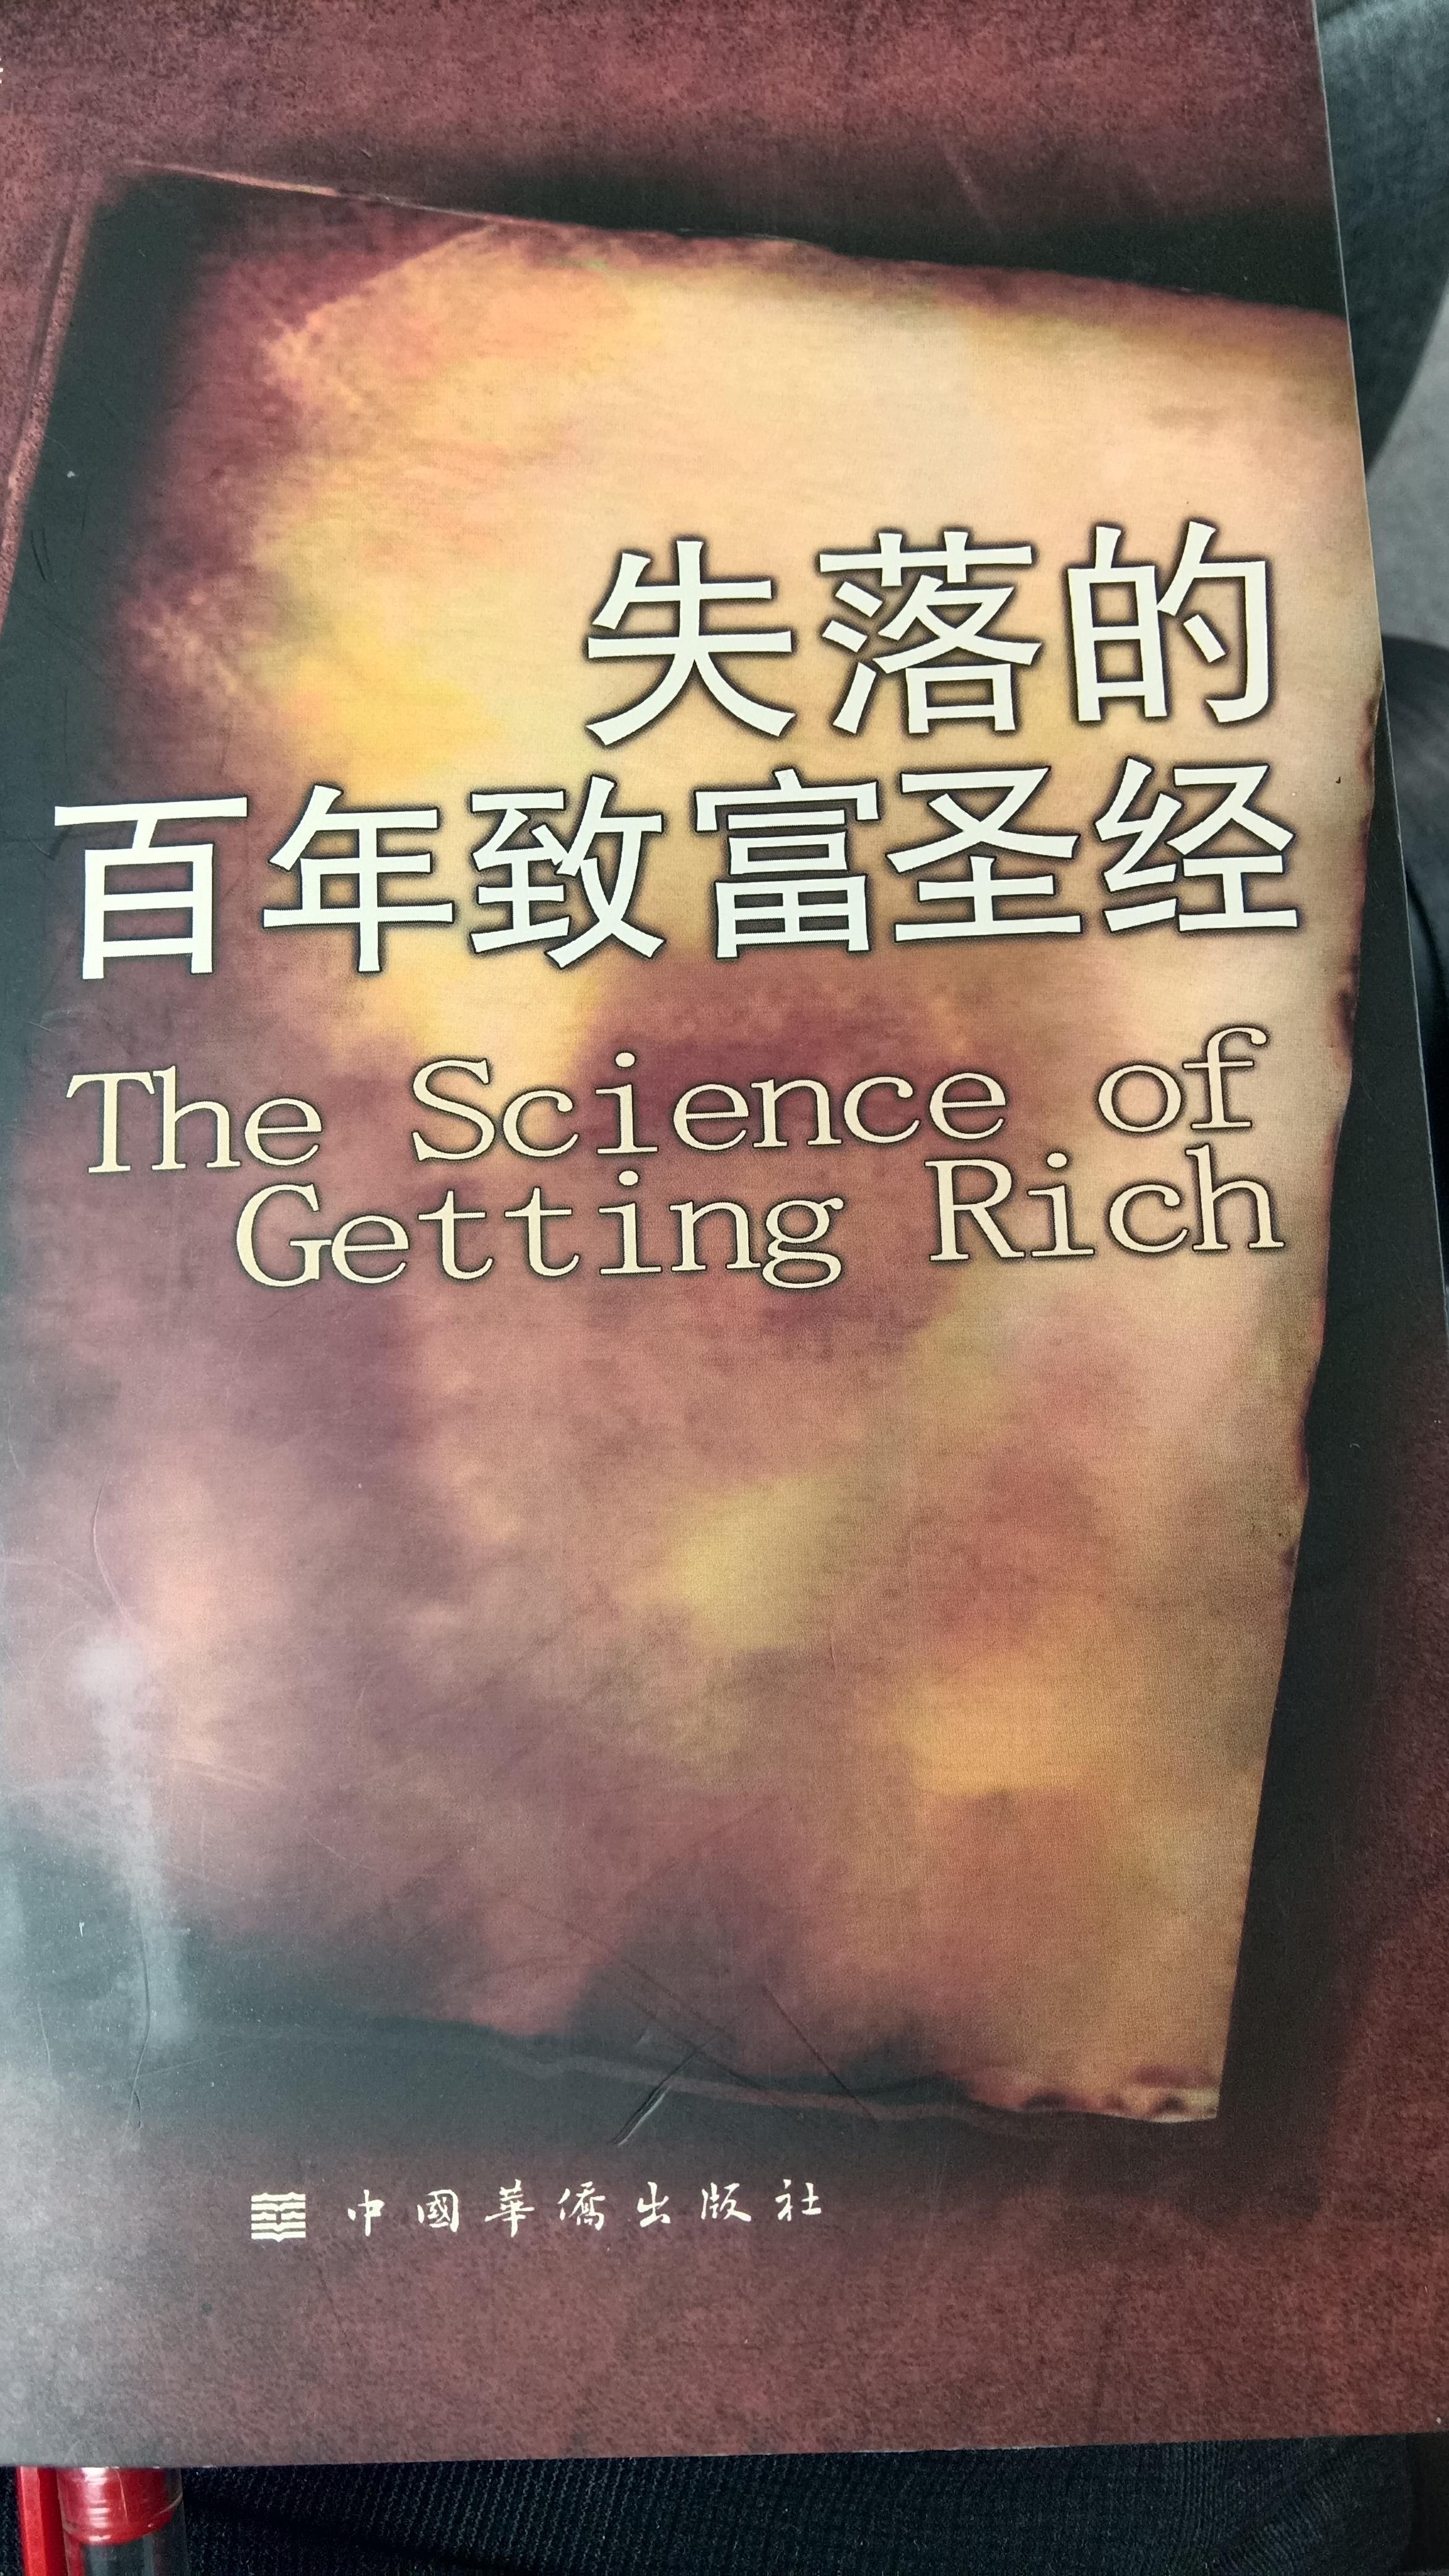 失落的
百年致富圣经
The Science of
Getting Rich
中國華僑出版社